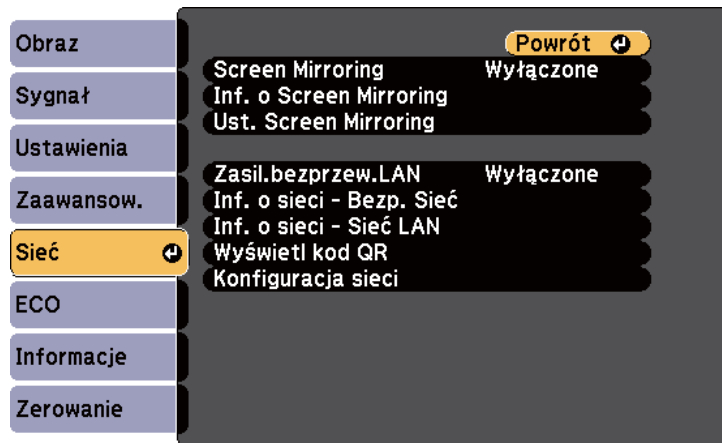 Obraz
Sygnał
Ustawienia
Zaawansow.
Sieć
ECO
Informacje
Zerowanie
Powrót
Screen Mirroring Wyłączone
Inf. o Screen Mirroring
Ust. Screen Mirroring
Zasil.bezprzew.LAN Wyłączone
Inf. o sieci - Bezp. Sieć
Inf. o sieci - Sieć LAN
Wyświetl kod QR
Konfiguracja sieci